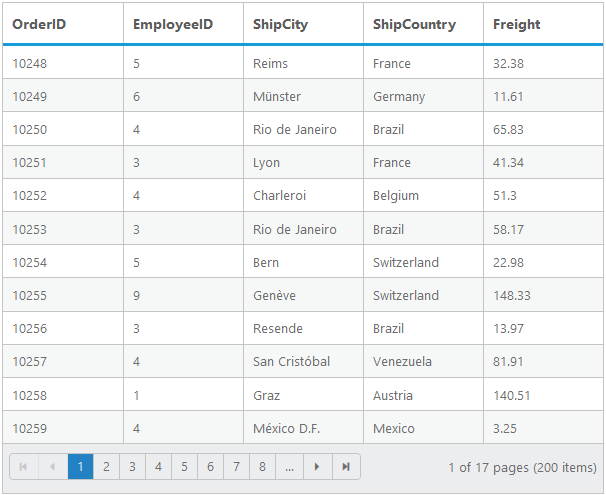 OrderID EmployeeID ShipCity ShipCountry Freight
10248 5 Reims France 32.38
10249 6 Münster Germany 11.61
10250 4 Rio de Janeiro Brazil 65.83
10251 3 Lyon France 41.34
10252 4 Charleroi Belgium 51.3
10253 3 Rio de Janeiro Brazil 58.17
10254 5 Bern Switzerland 22.98
10255 9 Genève Switzerland 148.33
10256 3 Resende Brazil 13.97
10257 4 San Cristóbal Venezuela 81.91
10258 1 Graz Austria 140.51
10259 4 México D.F. Mexico 3.25
1 2 3 4 5 6 7 8 ... 1 of 17 pages (200 items)